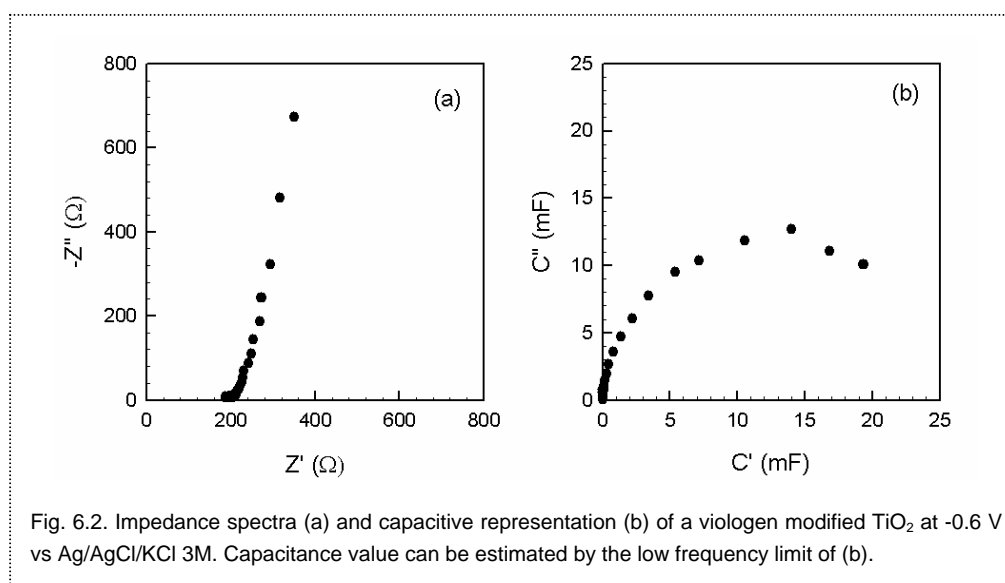 800
600
400
200
0
0 200 400 600 800
-Z'' (Ω)
Z' (Ω)
(a)
25
20
15
10
5
0
0 5 10 15 20 25
C'' (mF)
C' (mF)
(b)
Fig. 6.2. Impedance spectra (a) and capacitive representation (b) of a viologen modified TiO₂ at -0.6 V
vs Ag/AgCl/KCl 3M. Capacitance value can be estimated by the low frequency limit of (b).